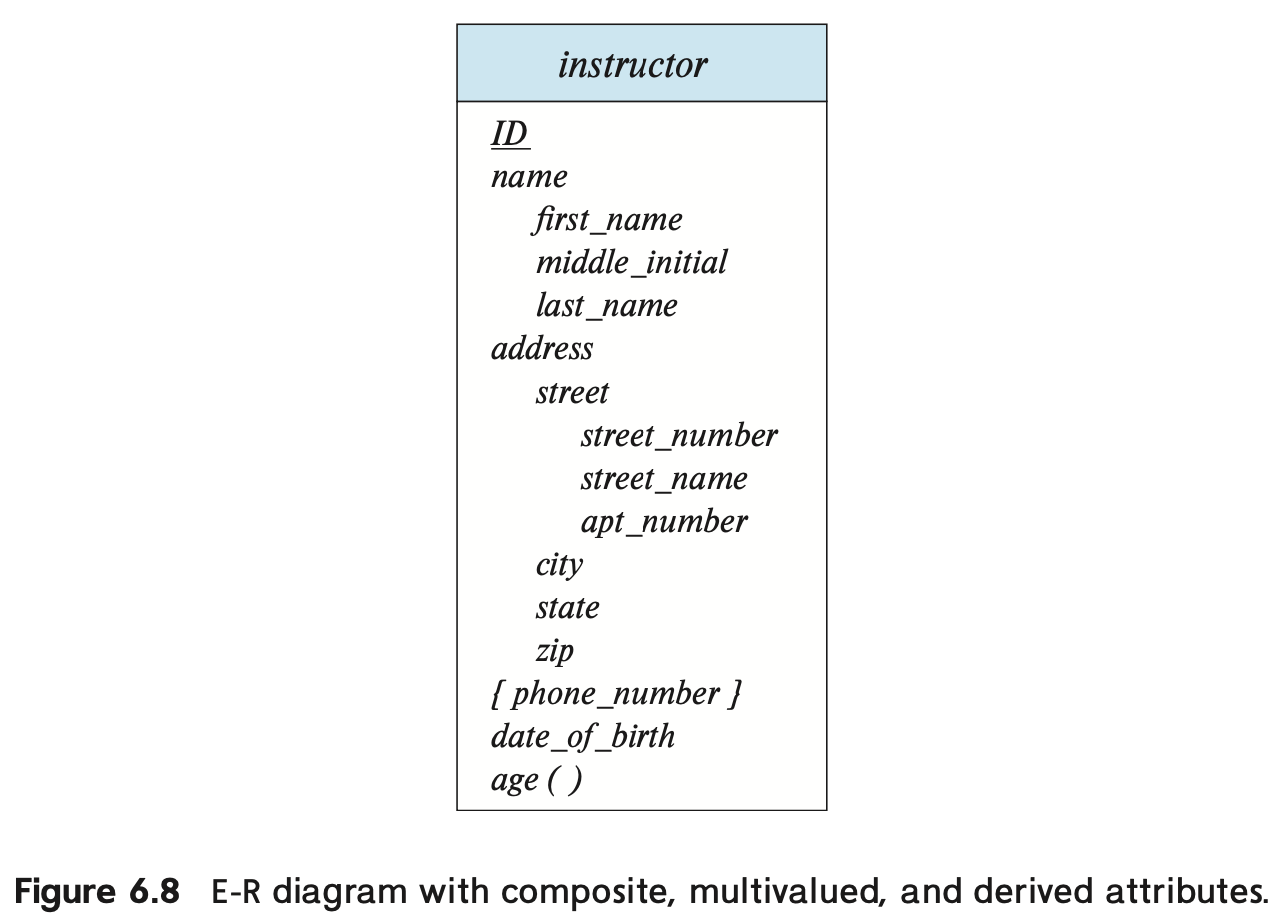 instructor
ID
name
first_name
middle_initial
last_name
address
street
street_number
street_name
apt_number
city
state
zip
{ phone_number }
date_of_birth
age ( )
Figure 6.8 E-R diagram with composite, multivalued, and derived attributes.